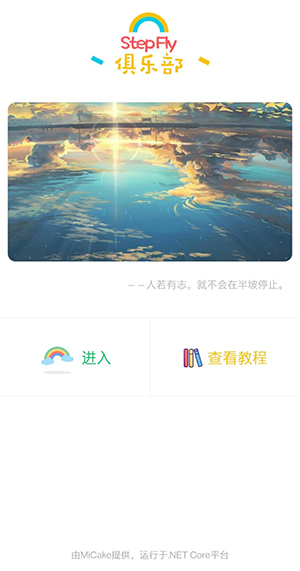 StepFly
俱乐部
——人若有志，就不会在半坡停止。
进入
查看教程
由MiCake提供，运行于.NET Core平台